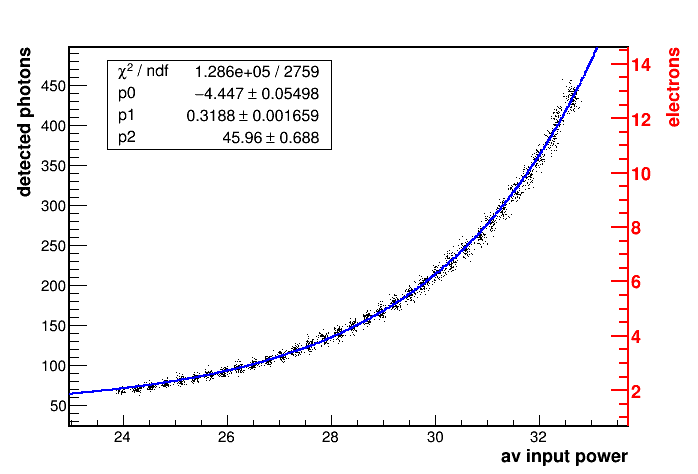 χ² / ndf 1.286e+05 / 2759
p0 −4.447 ± 0.05498
p1 0.3188 ± 0.001659
p2 45.96 ± 0.688
detected photons
450
400
350
300
250
200
150
100
50
24 26 28 30 32
av input power
electrons
14
12
10
8
6
4
2